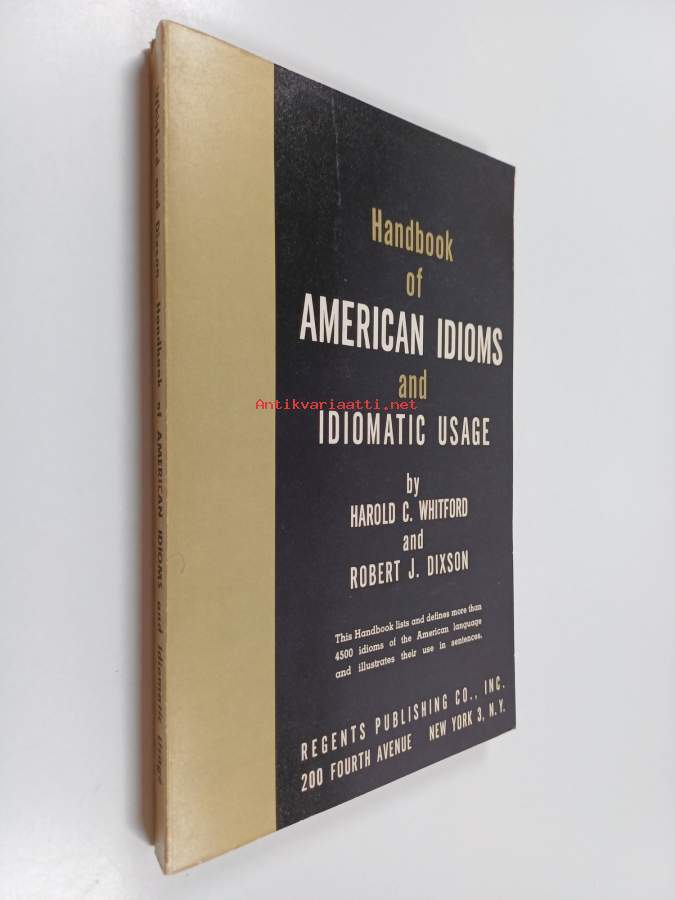 Handbook
of
AMERICAN IDIOMS
and
Antikvariaatti.net
IDIOMATIC USAGE
by
HAROLD C. WHITFORD
and
ROBERT J. DIXSON
This Handbook lists and defines more than
4500 idioms of the American language
and illustrates their use in sentences.
REGENTS PUBLISHING CO., INC.
200 FOURTH AVENUE NEW YORK 3, N.Y.
Whitford and Dixson Handbook of AMERICAN IDIOMS and Idiomatic Usage